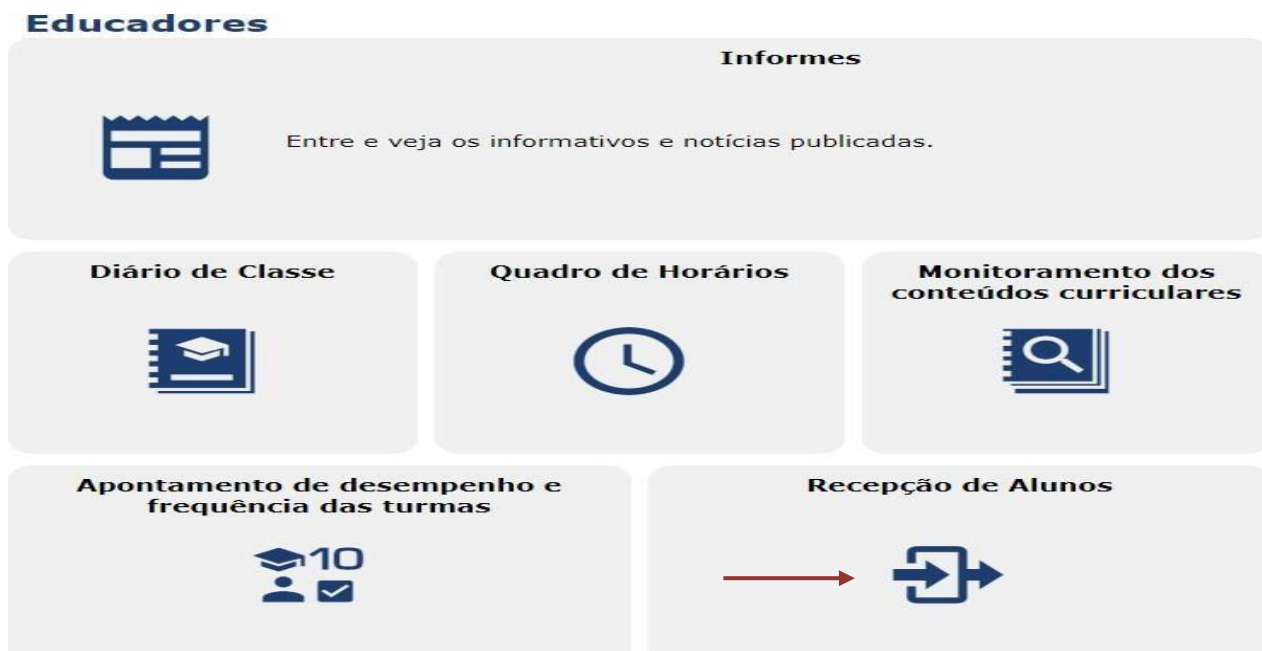 Educadores
Informes
Entre e veja os informativos e notícias publicadas.
Diário de Classe
Quadro de Horários
Monitoramento dos
conteúdos curriculares
Apontamento de desempenho e
frequência das turmas
10
Recepção de Alunos